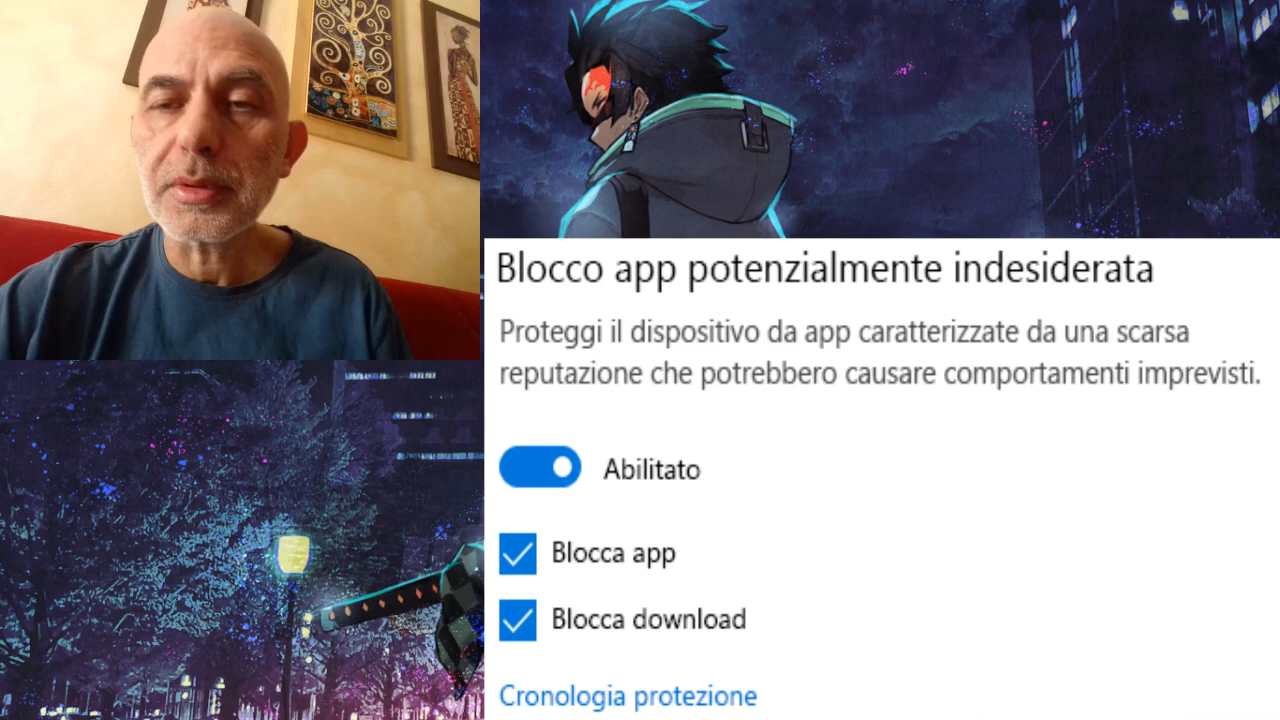 Blocco app potenzialmente indesiderata
Proteggi il dispositivo da app caratterizzate da una scarsa
reputazione che potrebbero causare comportamenti imprevisti.
Abilitato
Blocca app
Blocca download
Cronologia protezione